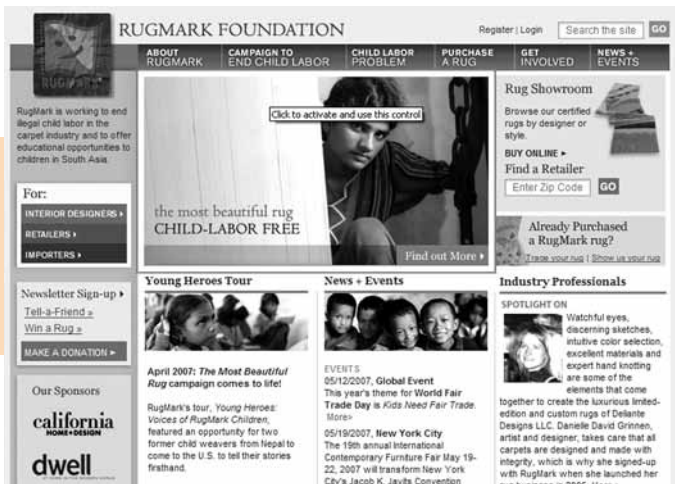 RUGMARK FOUNDATION
Register | Login
Search the site
GO
RUGMARK
ABOUT
RUGMARK
CAMPAIGN TO
END CHILD LABOR
CHILD LABOR
PROBLEM
PURCHASE
A RUG
GET
INVOLVED
NEWS +
EVENTS
RugMark is working to end
illegal child labor in the
carpet industry and to offer
educational opportunities to
children in South Asia.
For:
INTERIOR DESIGNERS
RETAILERS
IMPORTERS
Newsletter Sign-up
Tell-a-Friend »
Win a Rug »
MAKE A DONATION
Our Sponsors
california
HOME+DESIGN
dwell
Click to activate and use this control
the most beautiful rug
CHILD-LABOR FREE
Find out More
Rug Showroom
Browse our certified
rugs by designer or
style.
BUY ONLINE
Find a Retailer
Enter Zip Code
GO
Already Purchased
a RugMark rug?
Trace your rug | Show us your rug
Young Heroes Tour
April 2007: The Most Beautiful
Rug campaign comes to life!
RugMark's tour, Young Heroes:
Voices of RugMark Children,
featured an opportunity for two
former child weavers from Nepal to
come to the U.S. to tell their stories
firsthand.
News + Events
EVENTS
05/12/2007, Global Event
This year's theme for World Fair
Trade Day is Kids Need Fair Trade.
More>
05/19/2007, New York City
The 19th annual International
Contemporary Furniture Fair May 19-
22, 2007 will transform New York
City's Jacob K. Javits Convention
Industry Professionals
SPOTLIGHT ON
Watchful eyes,
discerning sketches,
intuitive color selection,
excellent materials and
expert hand knotting
are some of the
elements that come
together to create the luxurious limited-
edition and custom rugs of Deliante
Designs LLC. Danielle David Grinnen,
artist and designer, takes care that all
carpets are designed and made with
integrity, which is why she signed-up
with RugMark when she launched her